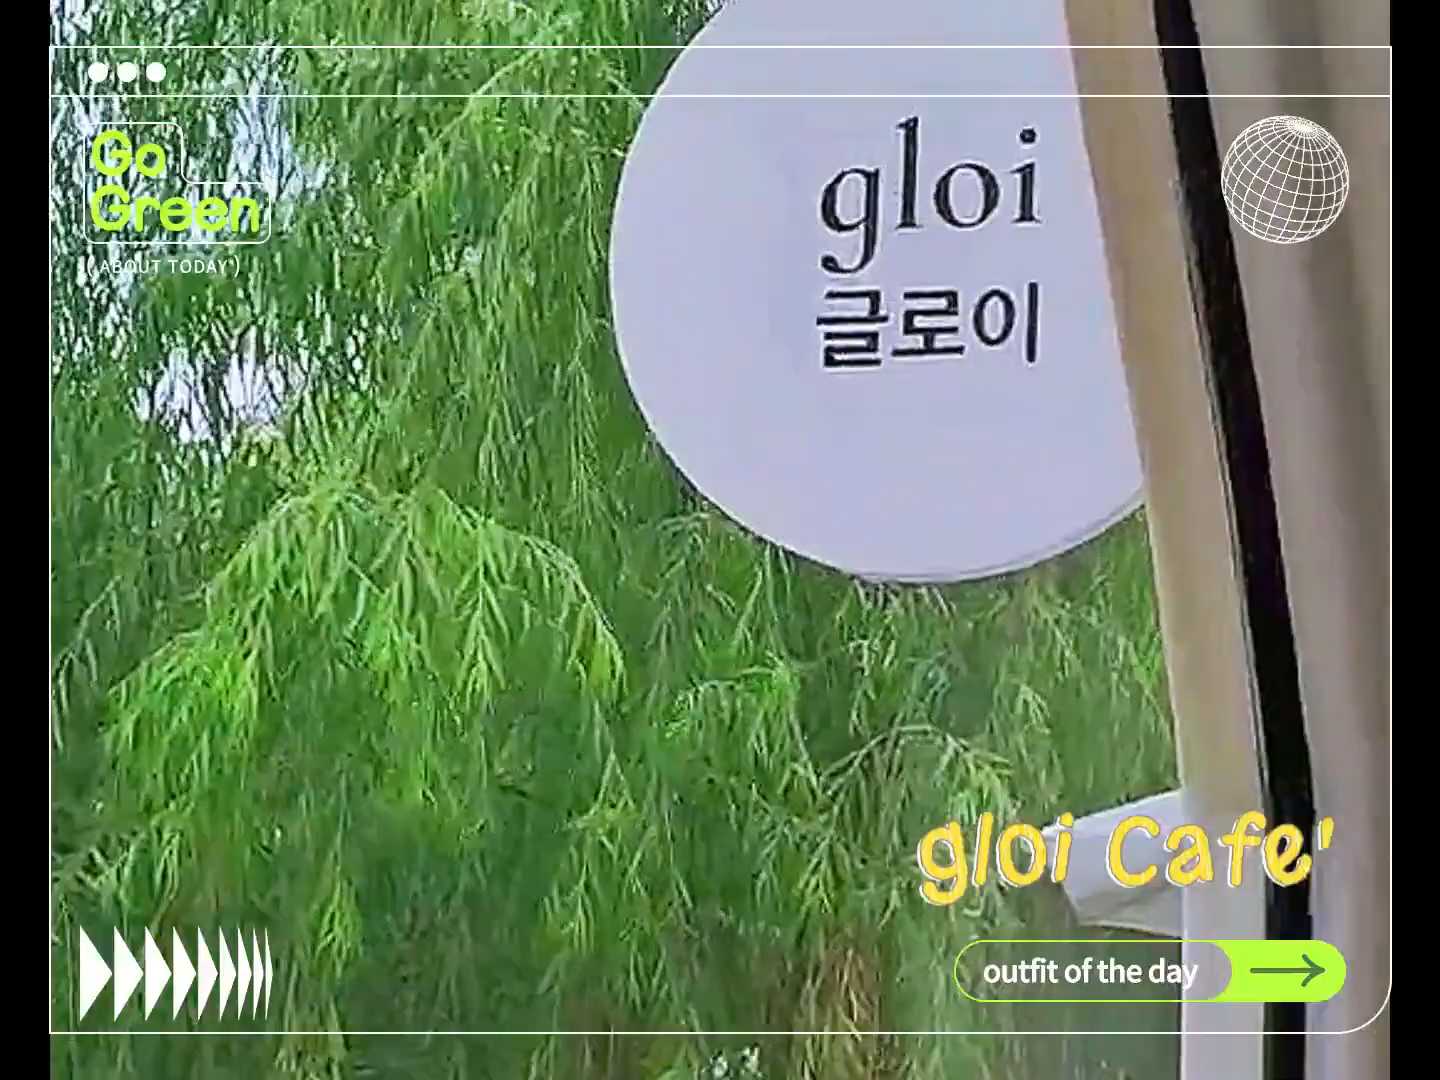 Go
Green
( ABOUT TODAY )
gloi
글로이
gloi Cafe'
outfit of the day